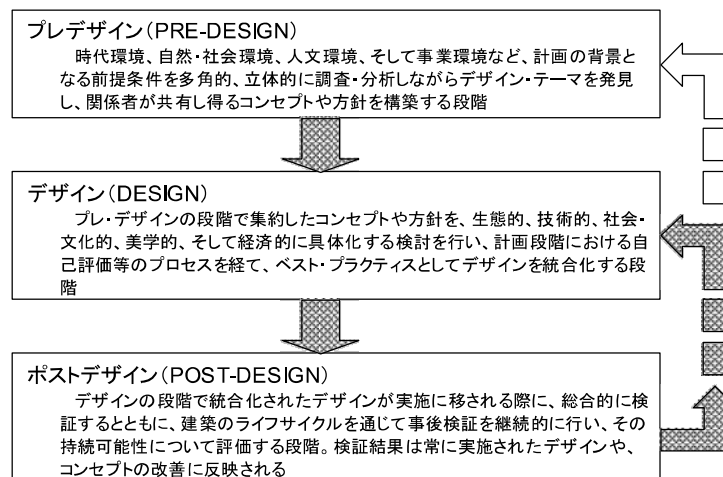 プレデザイン(PRE-DESIGN)
時代環境、自然・社会環境、人文環境、そして事業環境など、計画の背景と
なる前提条件を多角的、立体的に調査・分析しながらデザイン・テーマを発見
し、関係者が共有し得るコンセプトや方針を構築する段階
デザイン(DESIGN)
プレ・デザインの段階で集約したコンセプトや方針を、生態的、技術的、社会・
文化的、美学的、そして経済的に具体化する検討を行い、計画段階における自
己評価等のプロセスを経て、ベスト・プラクティスとしてデザインを統合化する段
階
ポストデザイン(POST-DESIGN)
デザインの段階で統合化されたデザインが実施に移される際に、総合的に検
証するとともに、建築のライフサイクルを通じて事後検証を継続的に行い、その
持続可能性について評価する段階。検証結果は常に実施されたデザインや、
コンセプトの改善に反映される